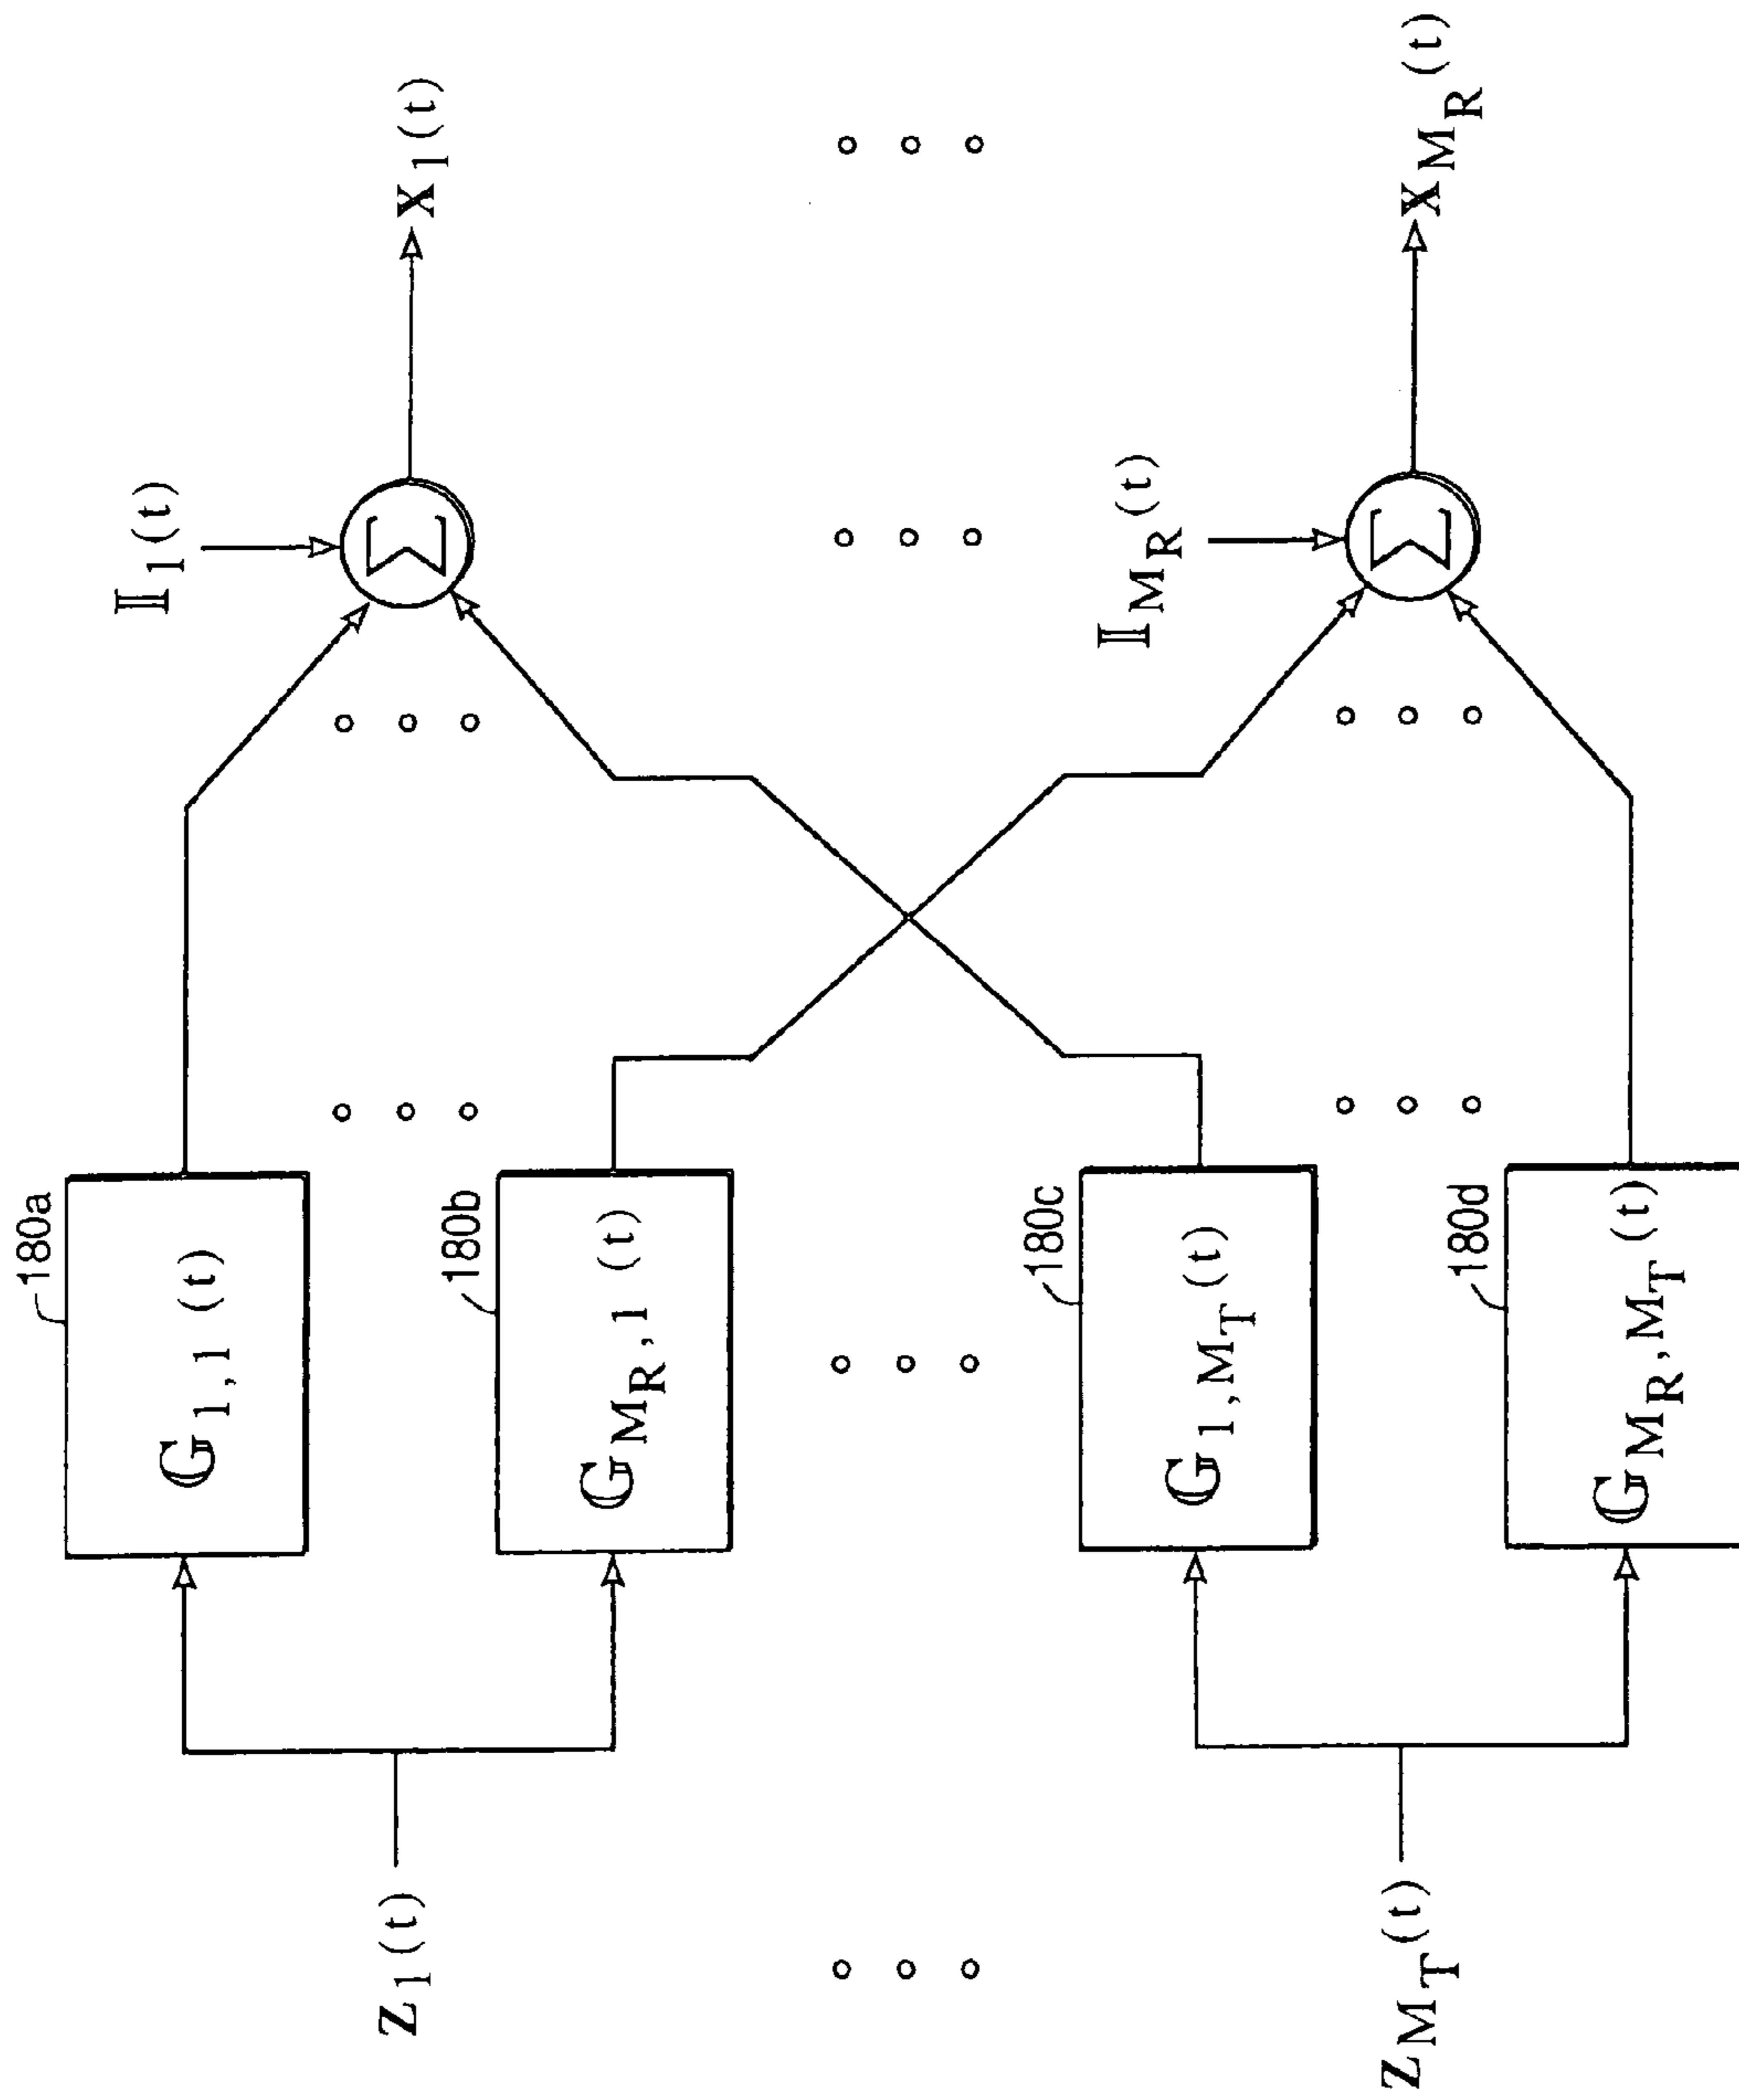 180a
G1,1(t)
180b
GMR,1(t)
180c
G1,MT(t)
180d
GMR,MT(t)
z1(t)
zMT(t)
I1(t)
IMR(t)
Σ
Σ
x1(t)
xMR(t)